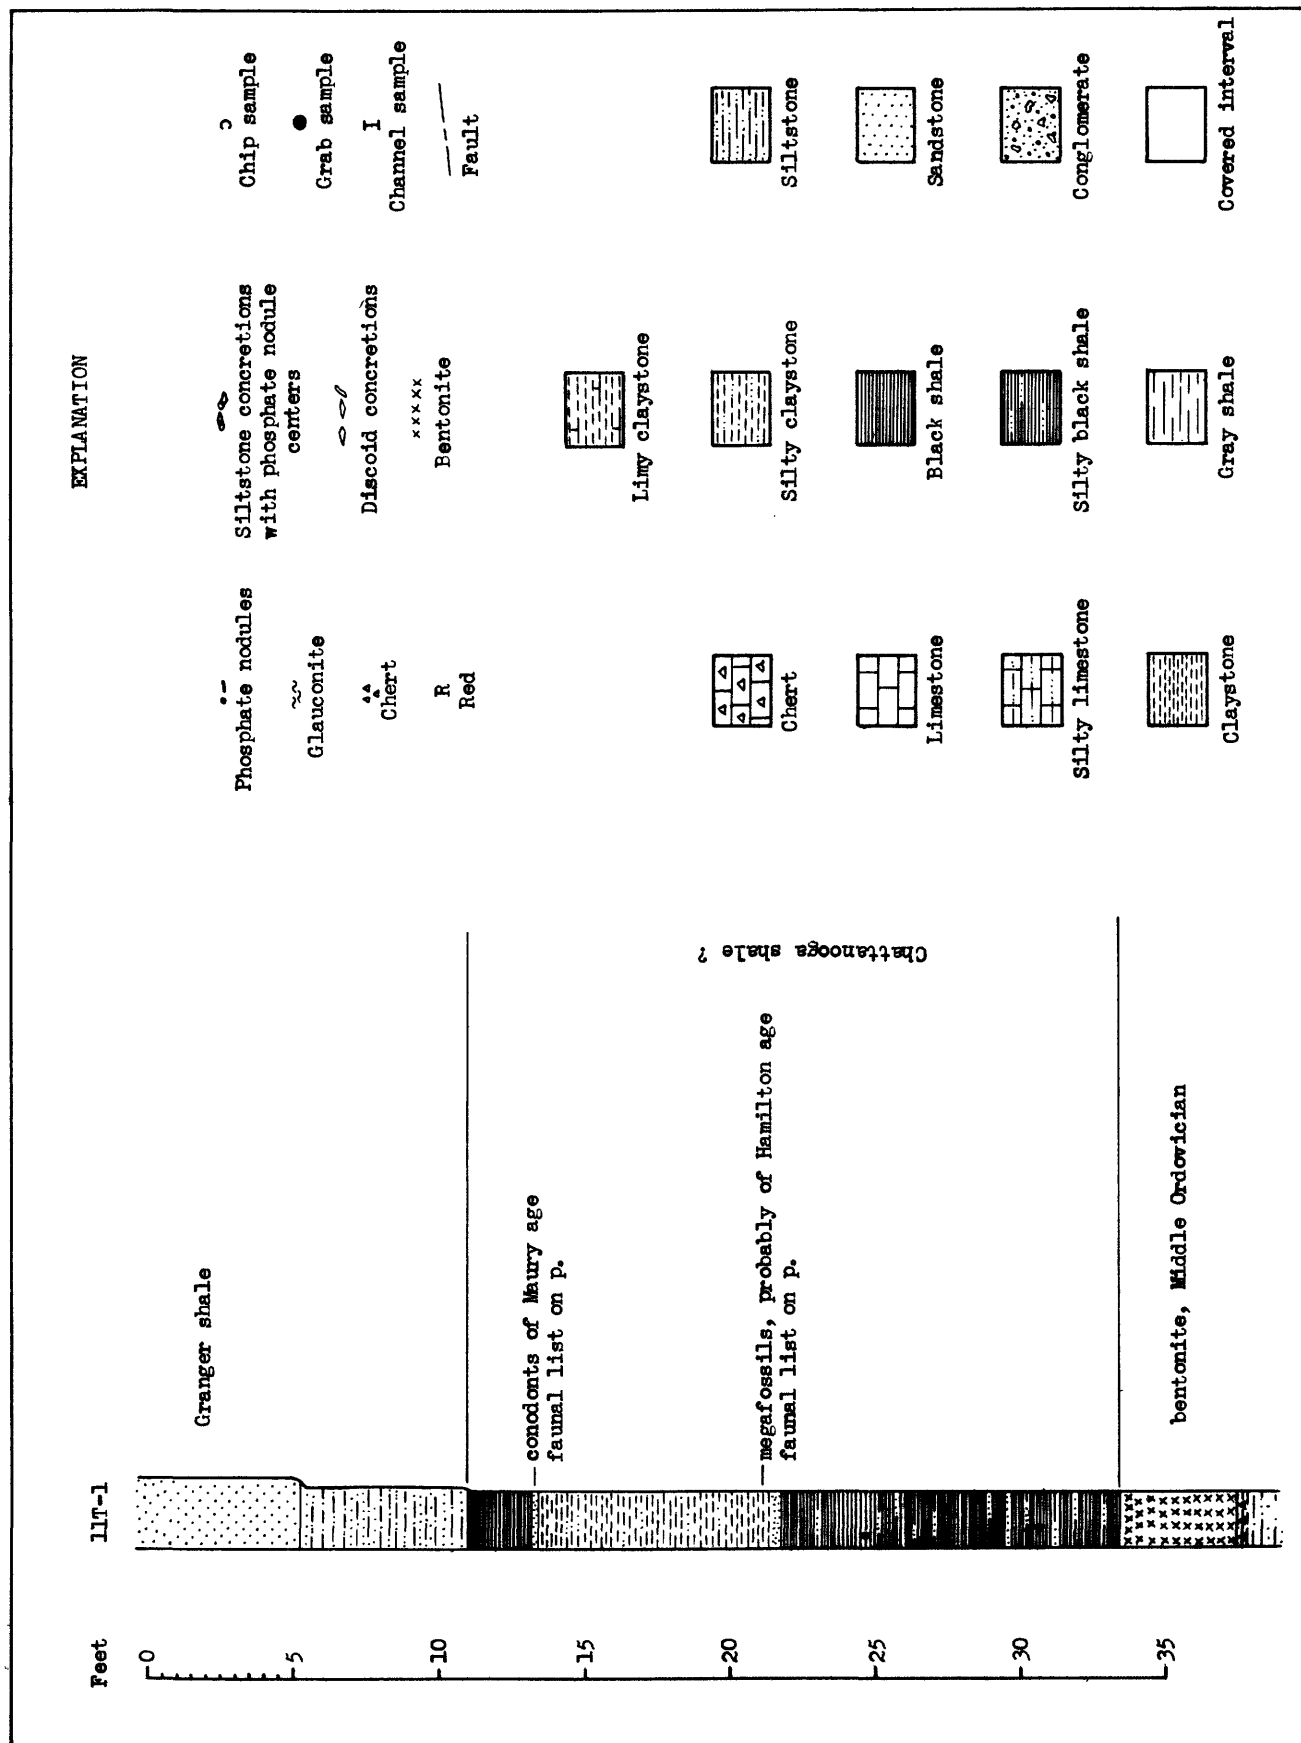 EXPLANATION
Phosphate nodules
Glauconite
Chert
R
Red
Siltstone concretions
with phosphate nodule
centers
Discoid concretions
xxxxx
Bentonite
Chip sample
Grab sample
Channel sample
Fault
Limy claystone
Chert
Silty claystone
Siltstone
Limestone
Black shale
Sandstone
Silty limestone
Silty black shale
Conglomerate
Claystone
Gray shale
Covered interval
Feet
11T-1
0
5
10
15
20
25
30
35
Granger shale
conodonts of Maury age
faunal list on p.
megafossils, probably of Hamilton age
faunal list on p.
Chattanooga shale ?
bentonite, Middle Ordovician